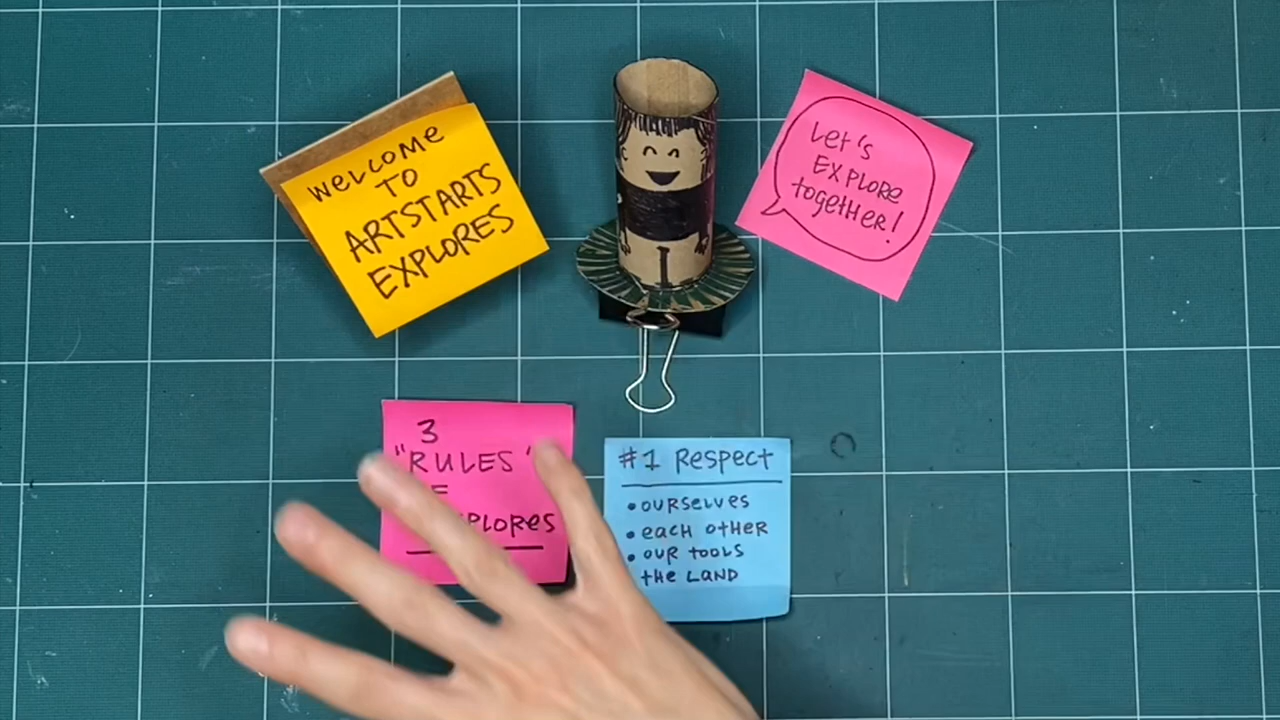 WELCOME
TO
ARTSTARTS
EXPLORES
Let's
EXPLORE
together!
3
"RULES"
#1 Respect
• OURSELVES
• each other
• our tools
the LAND